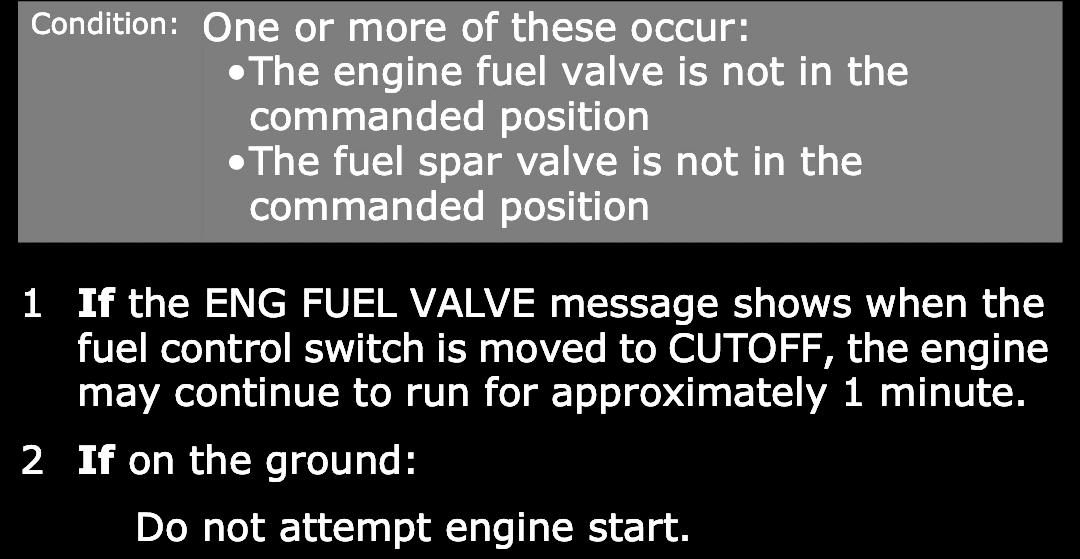 Condition: One or more of these occur:
•The engine fuel valve is not in the
commanded position
•The fuel spar valve is not in the
commanded position
1 If the ENG FUEL VALVE message shows when the
fuel control switch is moved to CUTOFF, the engine
may continue to run for approximately 1 minute.
2 If on the ground:
Do not attempt engine start.